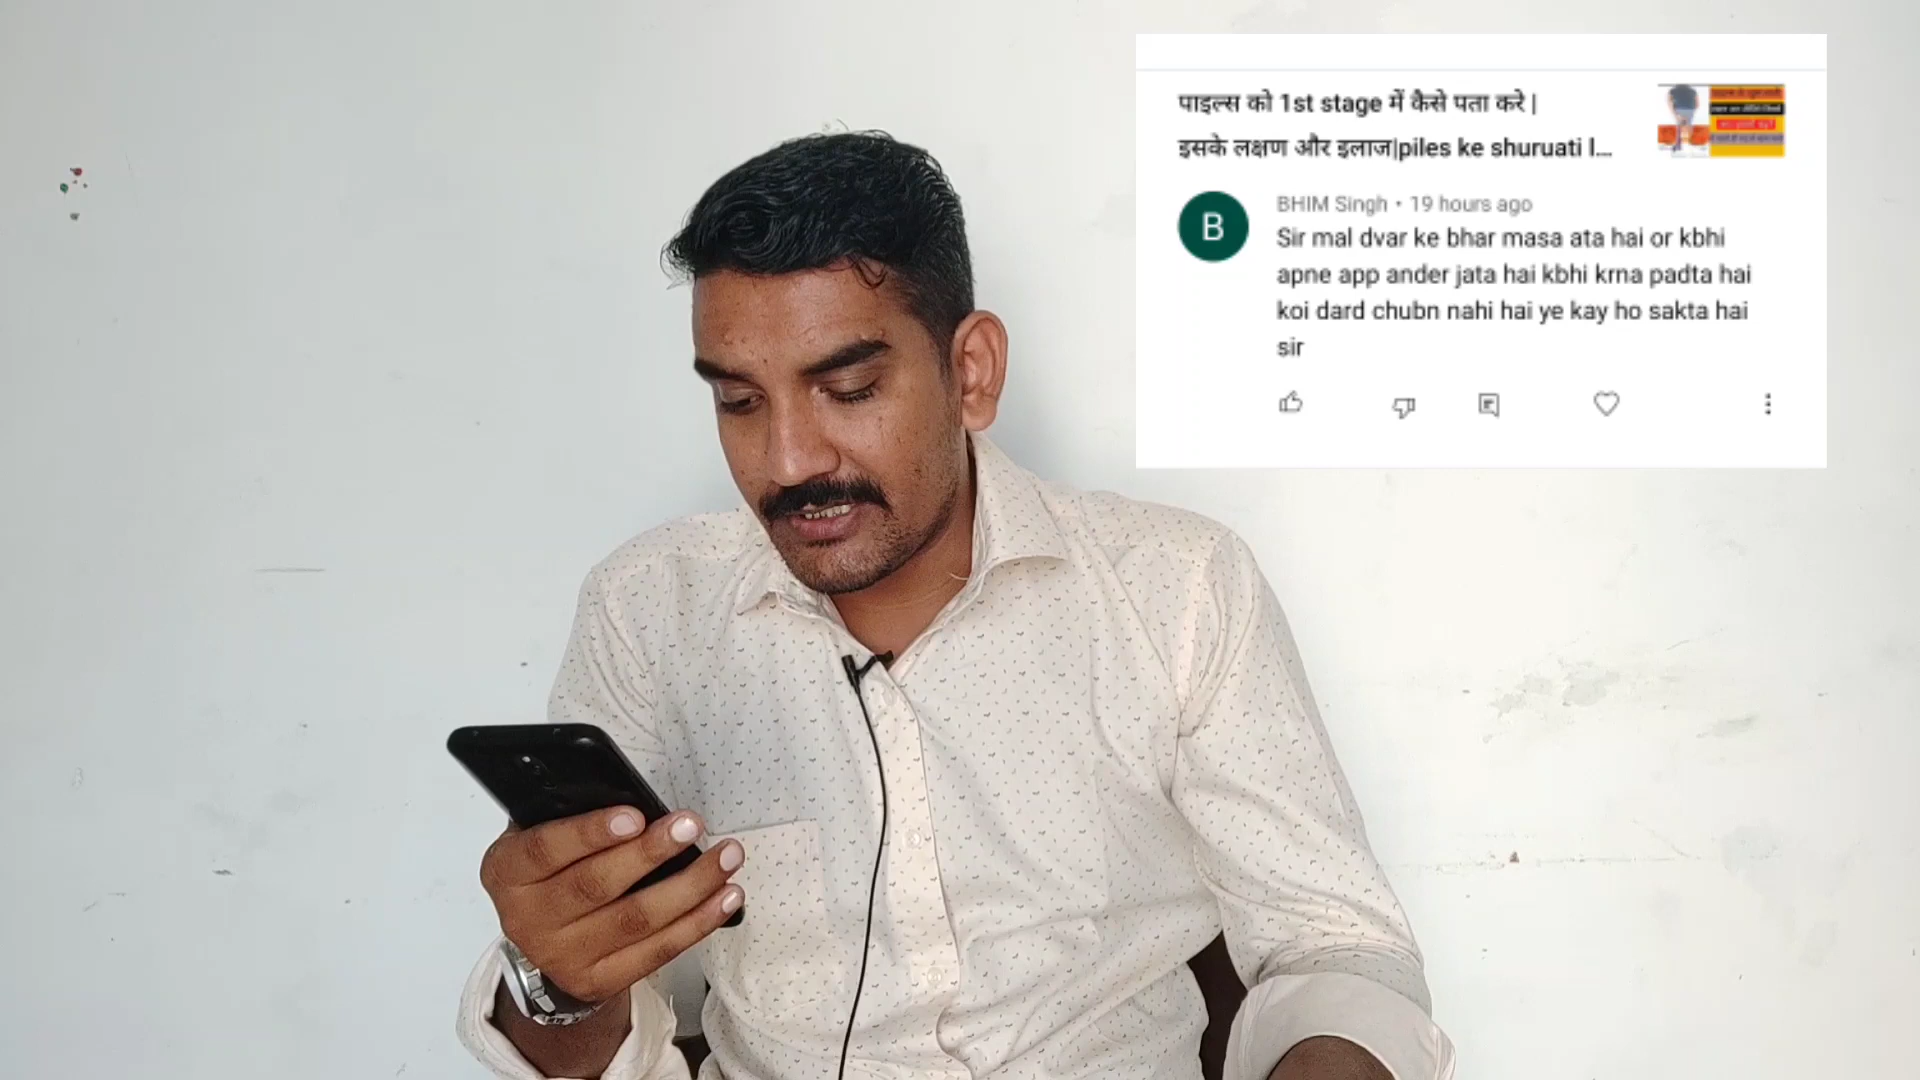 पाइल्स को 1st stage में कैसे पता करे |
इसके लक्षण और इलाज|piles ke shuruati l...
B
BHIM Singh • 19 hours ago
Sir mal dvar ke bhar masa ata hai or kbhi
apne app ander jata hai kbhi krna padta hai
koi dard chubn nahi hai ye kay ho sakta hai
sir